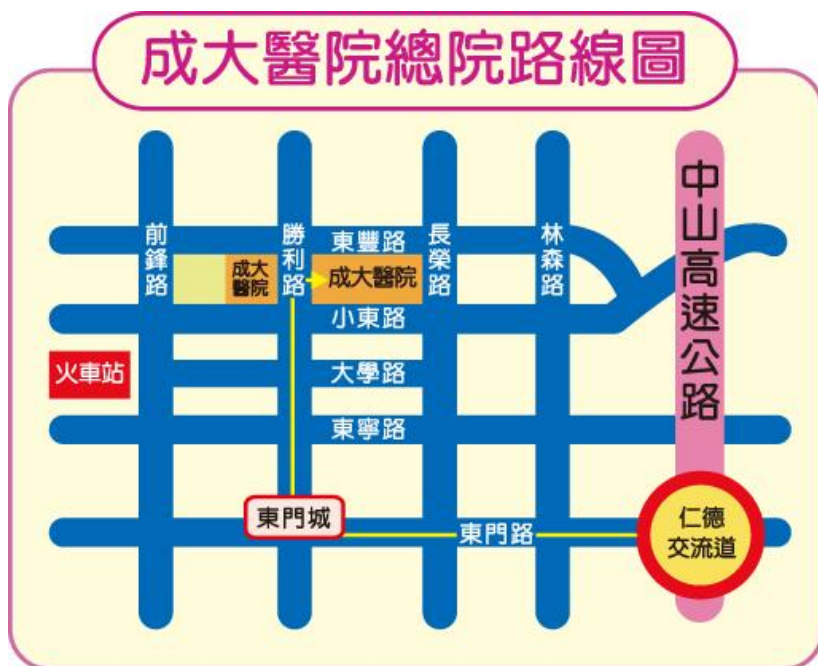 成大醫院總院路線圖
中山高速公路
前鋒路
勝利路
東豐路
長榮路
林森路
成大
醫院
成大醫院
小東路
火車站
大學路
東寧路
東門城
東門路
仁德
交流道